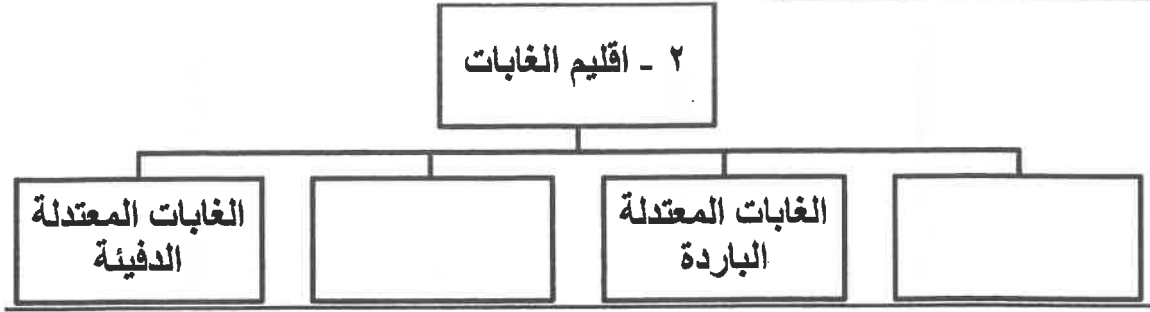 ٢ - اقليم الغابات
الغابات المعتدلة
الباردة
الغابات المعتدلة
الدفيئة